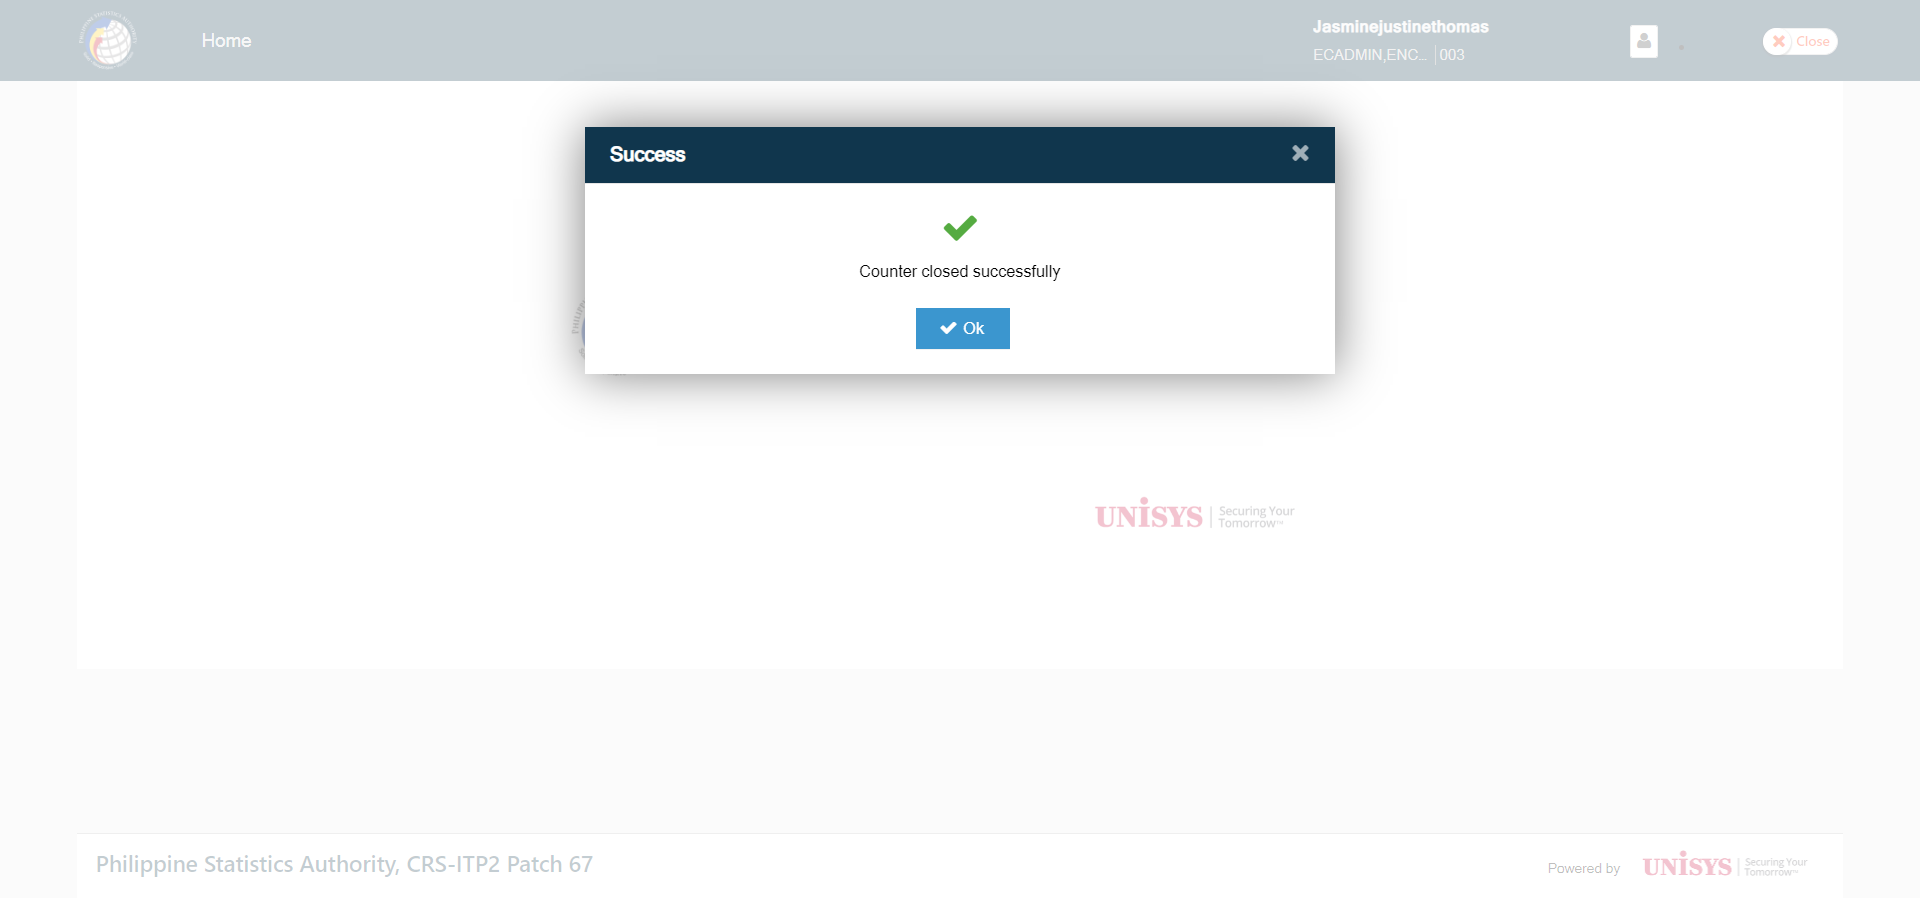 Home
Jasminejustinethomas
ECADMIN,ENC... 003
Close
Success
Counter closed successfully
Ok
UNISYS Securing Your Tomorrow™
Philippine Statistics Authority, CRS-ITP2 Patch 67
Powered by
UNISYS Securing Your Tomorrow™